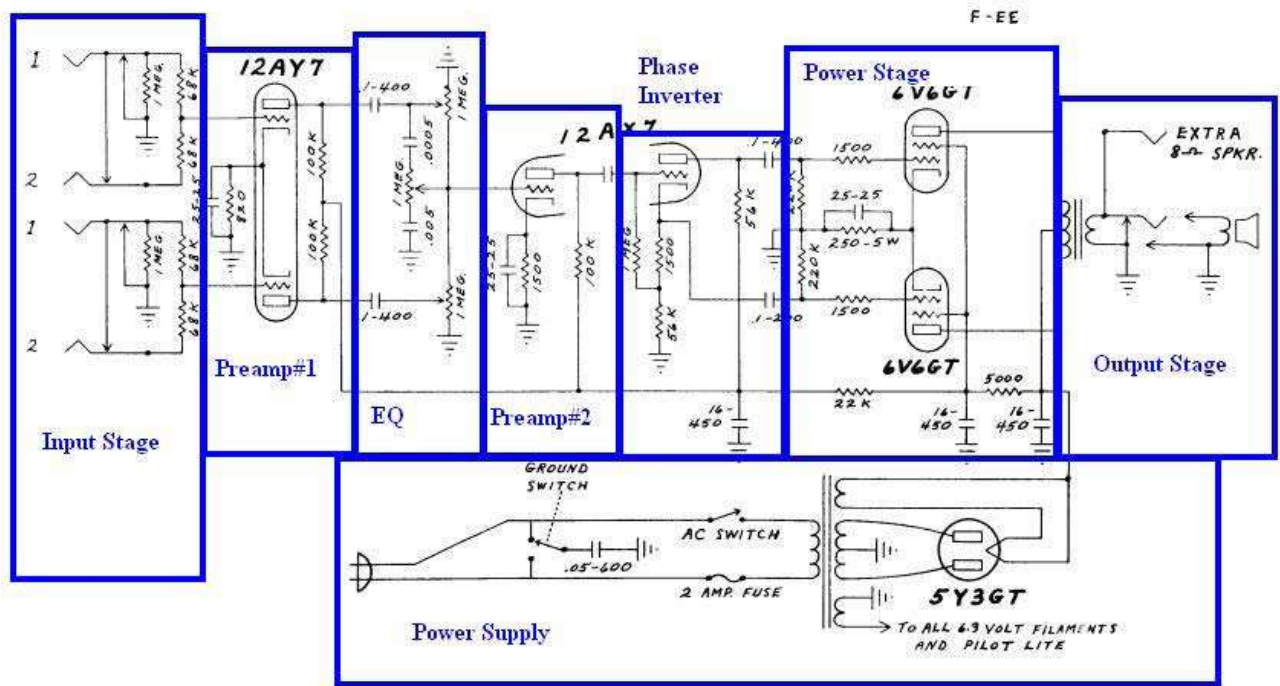 F-EE
1
1 MEG.
68K
68K
2
1
1 MEG.
68K
68K
2
Input Stage
12AY7
25-25
820
100K
100K
Preamp#1
.1-400
1 MEG.
.0005
1 MEG.
.005
.1-400
1 MEG.
EQ
12AX7
25-25
1500
100K
Preamp#2
Phase
Inverter
1 MEG.
1500
56K
56K
16-
450
Power Stage
6V6GT
.1-400
1500
220K
25-25
250-5W
220K
.1-200
1500
6V6GT
22K
5000
16-
450
16-
450
EXTRA
8-Ω SPKR.
Output Stage
GROUND
SWITCH
.05-600
AC SWITCH
2 AMP. FUSE
5Y3GT
TO ALL 6.3 VOLT FILAMENTS
AND PILOT LITE
Power Supply